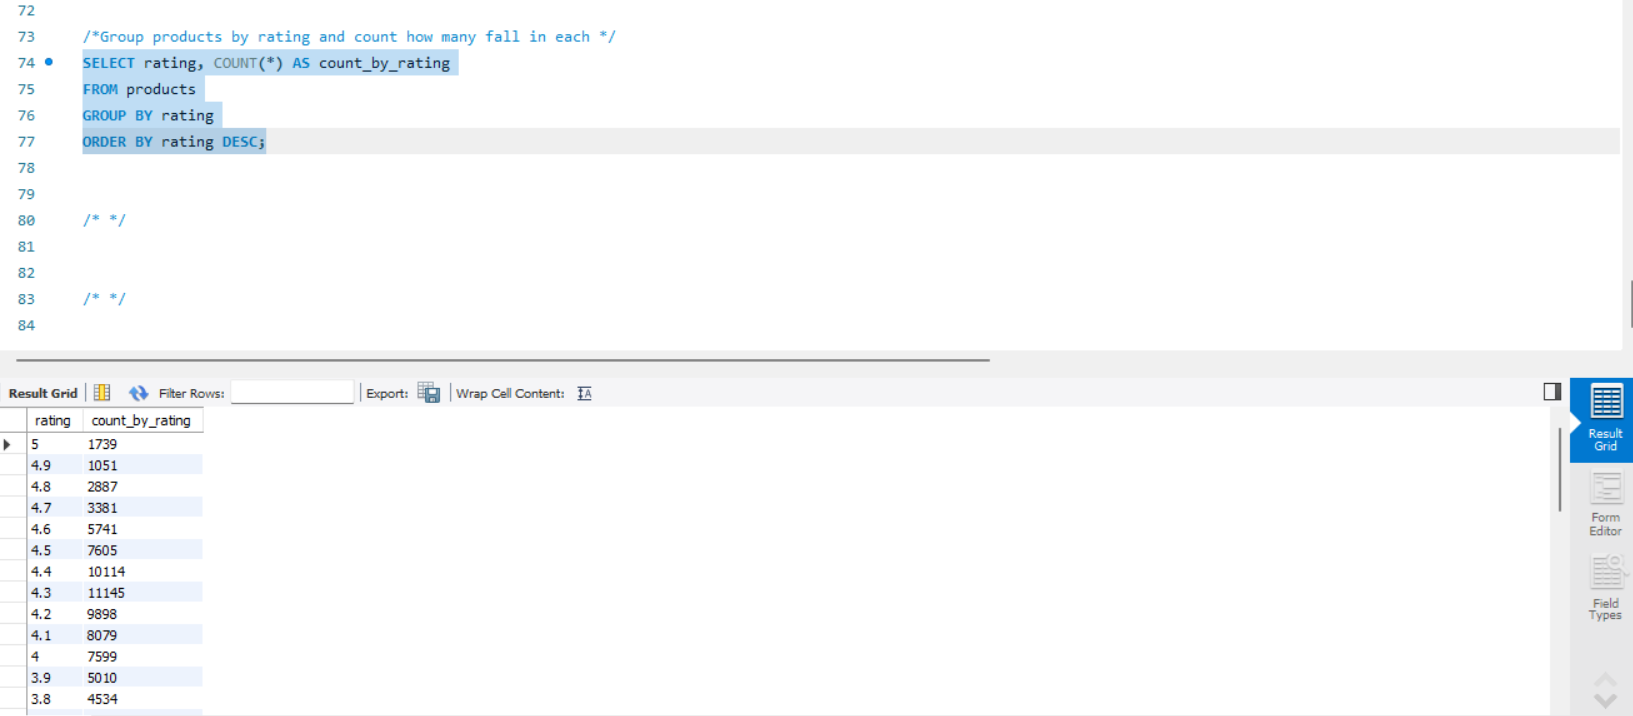 72
73 /*Group products by rating and count how many fall in each */
74 SELECT rating, COUNT(*) AS count_by_rating
75 FROM products
76 GROUP BY rating
77 ORDER BY rating DESC;
78
79
80 /* */
81
82
83 /* */
84
Result Grid Filter Rows: Export: Wrap Cell Content: IA
rating count_by_rating
5 1739
4.9 1051
4.8 2887
4.7 3381
4.6 5741
4.5 7605
4.4 10114
4.3 11145
4.2 9898
4.1 8079
4 7599
3.9 5010
3.8 4534
Result
Grid
Form
Editor
Field
Types